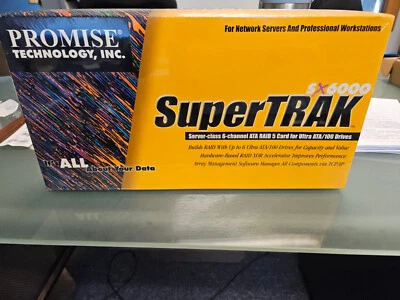 PROMISE®
TECHNOLOGY, INC.
For Network Servers And Professional Workstations
SX6000
SuperTRAK™
Server-class 6-channel ATA RAID 5 Card for Ultra ATA/100 Drives
Builds RAID With Up to 6 Ultra ATA/100 Drives for Capacity and Value
Hardware-Based RAID XOR Accelerator Improves Performance
Array Management Software Manages All Components via TCP/IP
It's ALL
About Your Data